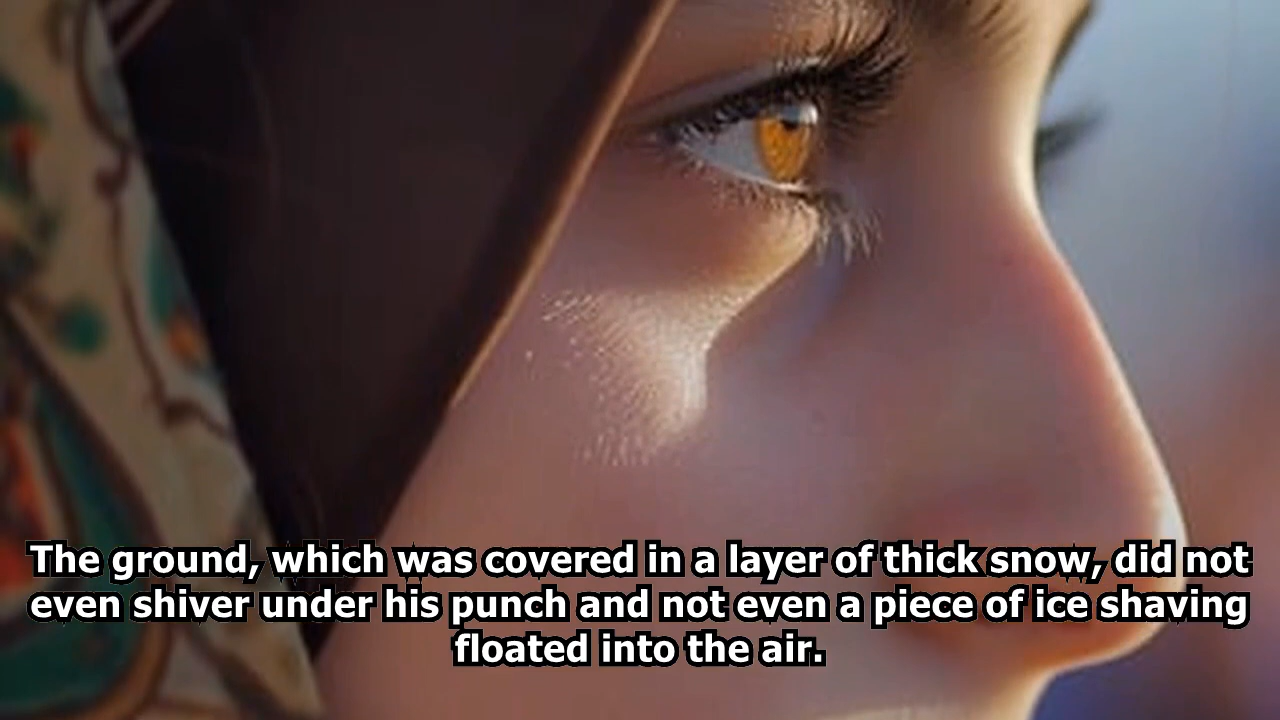 The ground, which was covered in a layer of thick snow, did not
even shiver under his punch and not even a piece of ice shaving
floated into the air.